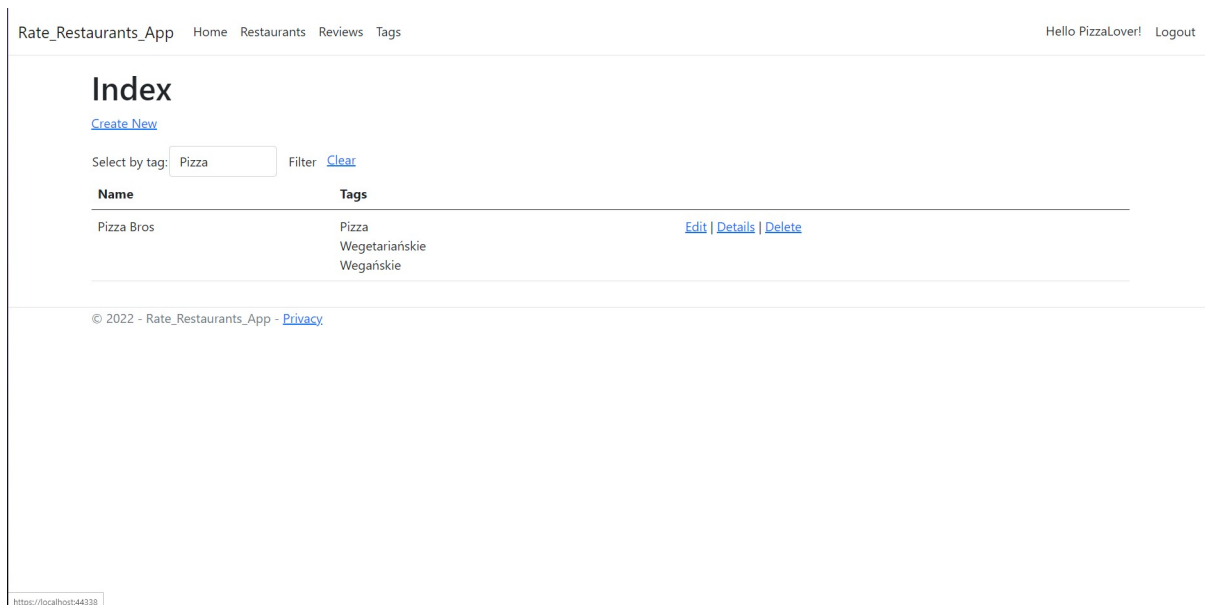 Rate_Restaurants_App Home Restaurants Reviews Tags Hello PizzaLover! Logout
Index
Create New
Select by tag: Pizza Filter Clear
Name Tags
Pizza Bros Pizza Edit | Details | Delete
Wegetariańskie
Wegańskie
© 2022 - Rate_Restaurants_App - Privacy
https://localhost:44338